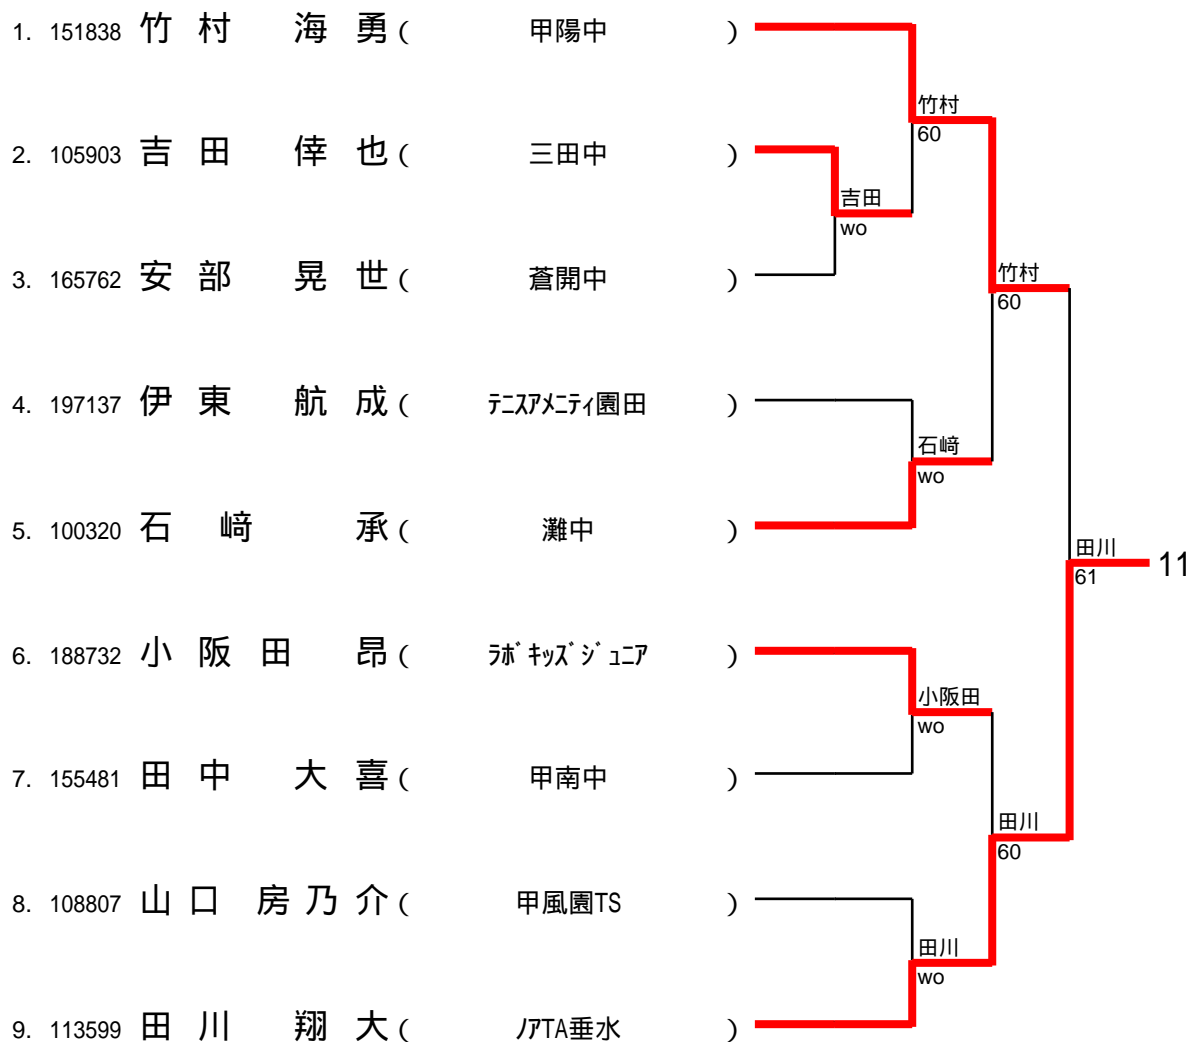 1. 151838 竹村 海勇 ( 甲陽中 )
竹村
60
2. 105903 吉田 倖也 ( 三田中 )
吉田
wo
3. 165762 安部 晃世 ( 蒼開中 )
竹村
60
4. 197137 伊東 航成 ( テニスアメニティ園田 )
石﨑
wo
5. 100320 石﨑 承 ( 灘中 )
田川
61
11
6. 188732 小阪田 昂 ( ラボキッズジュニア )
小阪田
wo
7. 155481 田中 大喜 ( 甲南中 )
田川
60
8. 108807 山口 房乃介 ( 甲風園TS )
田川
wo
9. 113599 田川 翔大 ( ノアTA垂水 )